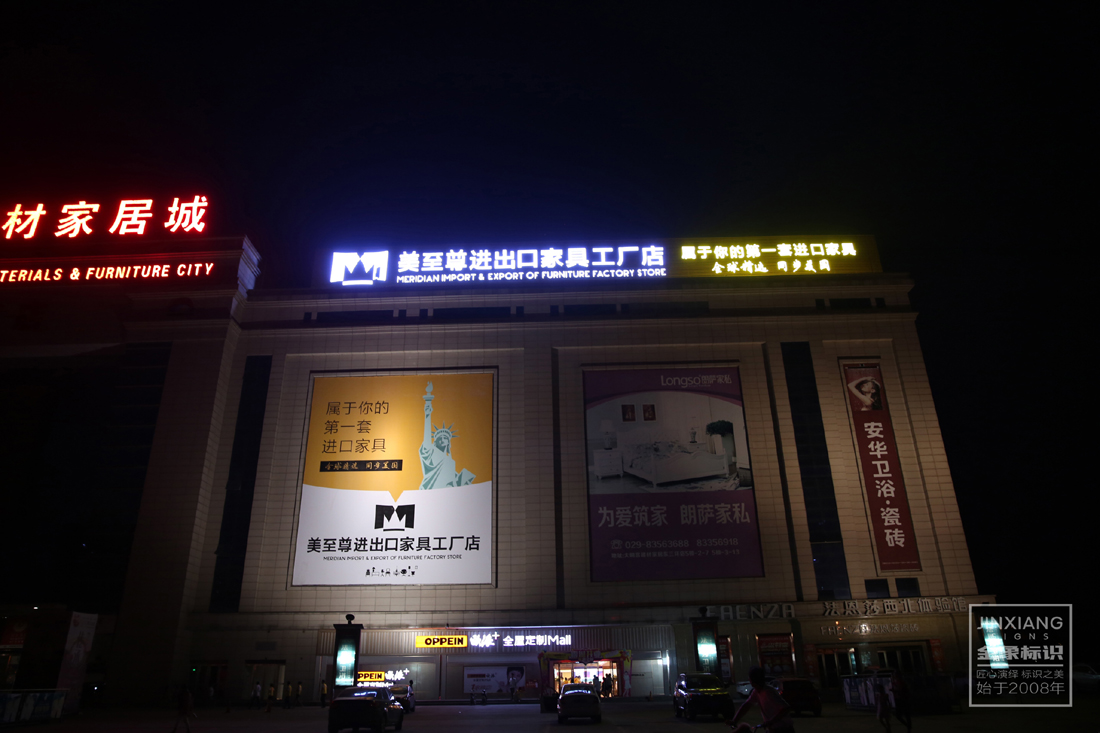 材家居城
TERIALS & FURNITURE CITY
美至尊进出口家具工厂店
MERIDIAN IMPORT & EXPORT OF FURNITURE FACTORY STORE
属于你的第一套进口家具
全球精选 同步美国
属于你的
第一套
进口家具
全球精选 同步美国
美至尊进出口家具工厂店
MERIDIAN IMPORT & EXPORT OF FURNITURE FACTORY STORE
Longso朗萨家私
为爱筑家 朗萨家私
029-83563688
安华卫浴·瓷砖
FAENZA
OPPEIN 全屋定制Mall
JINXIANG
SIGNS
金象标识
匠心演绎 标识之美
始于2008年